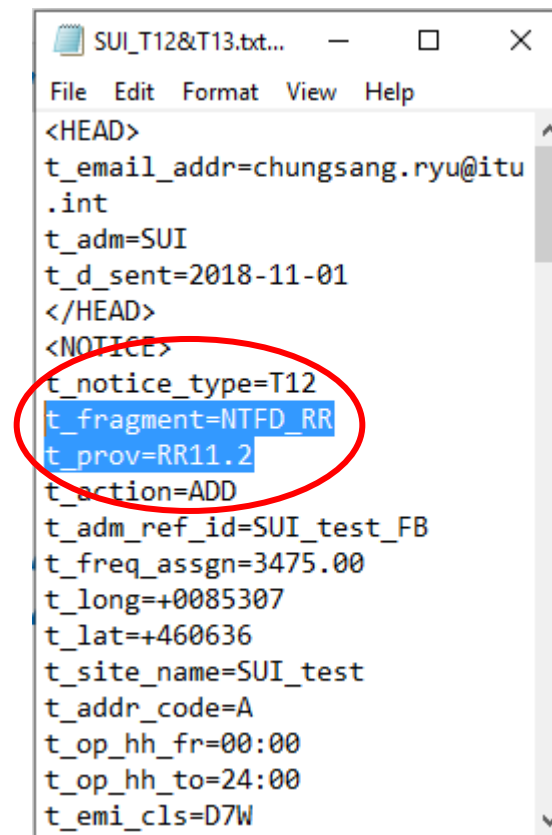 SUI_T12&T13.txt...
File Edit Format View Help
<HEAD>
t_email_addr=chungsang.ryu@itu
.int
t_adm=SUI
t_d_sent=2018-11-01
</HEAD>
<NOTICE>
t_notice_type=T12
t_fragment=NTFD_RR
t_prov=RR11.2
t_action=ADD
t_adm_ref_id=SUI_test_FB
t_freq_assgn=3475.00
t_long=+0085307
t_lat=+460636
t_site_name=SUI_test
t_addr_code=A
t_op_hh_fr=00:00
t_op_hh_to=24:00
t_emi_cls=D7W